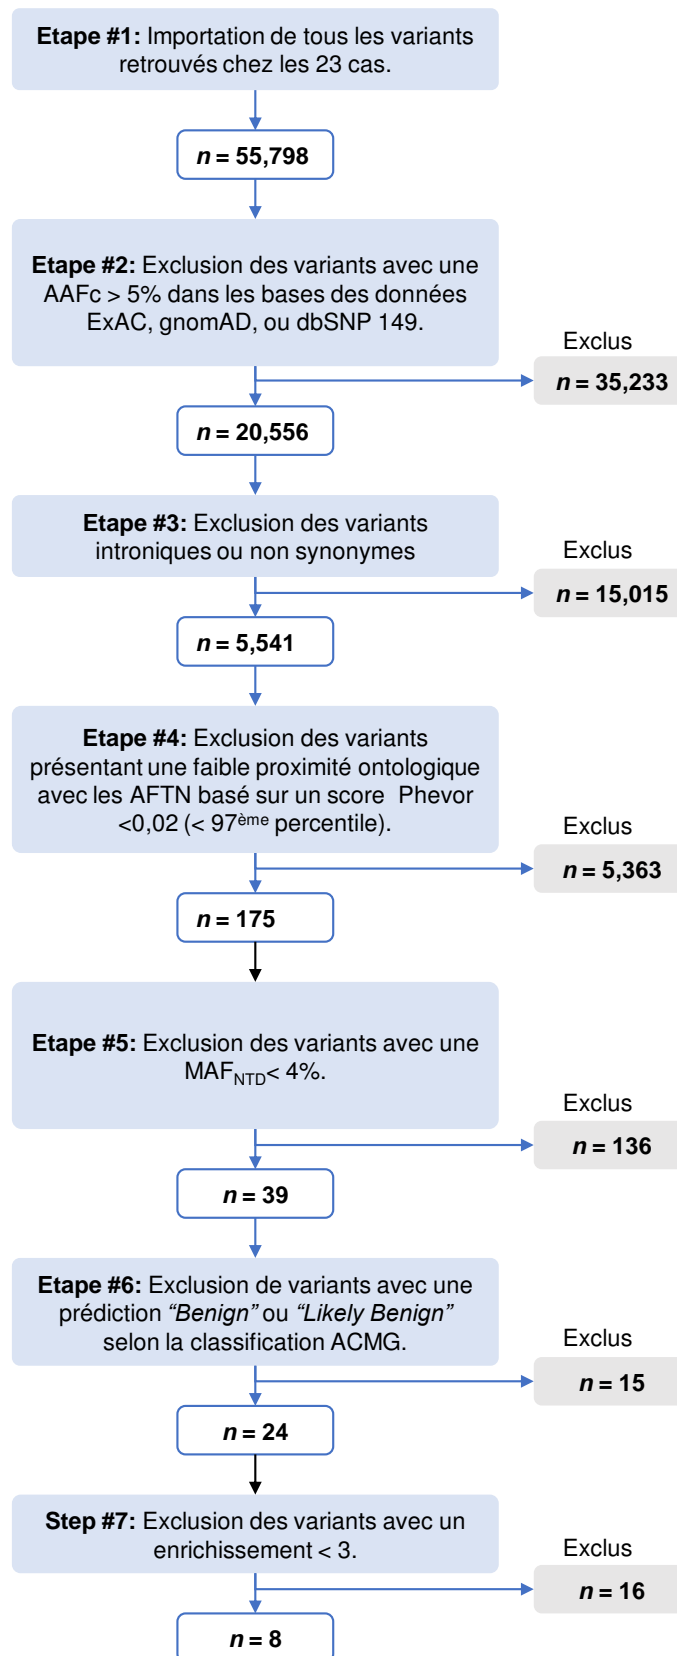 Etape #1: Importation de tous les variants
retrouvés chez les 23 cas.
n = 55,798
Etape #2: Exclusion des variants avec une
AAFc > 5% dans les bases des données
ExAC, gnomAD, ou dbSNP 149.
Exclus
n = 35,233
n = 20,556
Etape #3: Exclusion des variants
introniques ou non synonymes
Exclus
n = 15,015
n = 5,541
Etape #4: Exclusion des variants
présentant une faible proximité ontologique
avec les AFTN basé sur un score Phevor
<0,02 (< 97ème percentile).
Exclus
n = 5,363
n = 175
Etape #5: Exclusion des variants avec une
MAFNTD< 4%.
Exclus
n = 136
n = 39
Etape #6: Exclusion de variants avec une
prédiction “Benign” ou “Likely Benign”
selon la classification ACMG.
Exclus
n = 15
n = 24
Step #7: Exclusion des variants avec un
enrichissement < 3.
Exclus
n = 16
n = 8